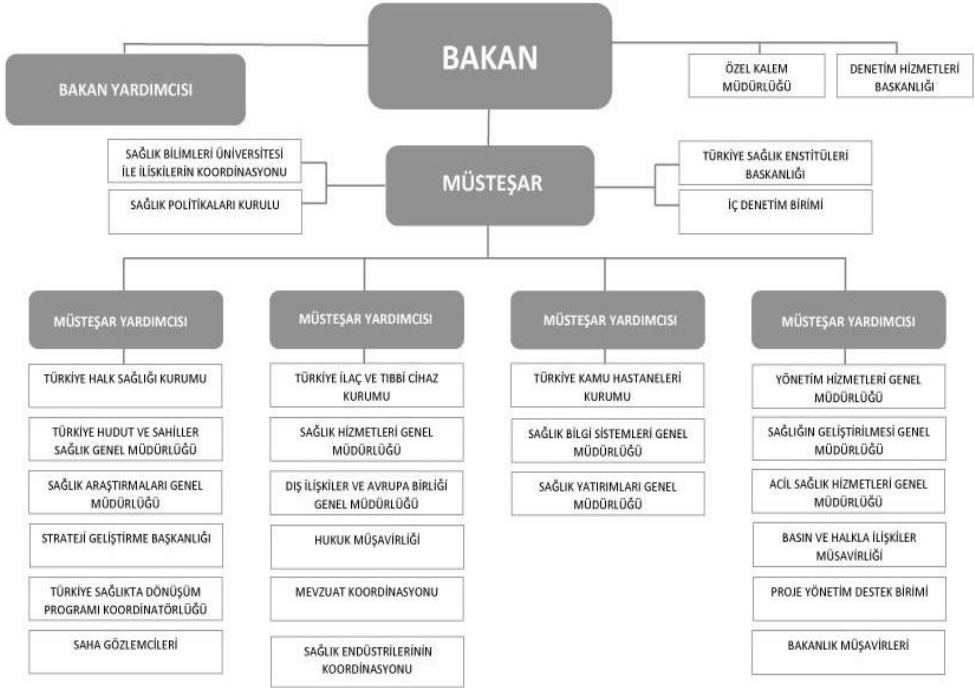 BAKAN
BAKAN YARDIMCISI
ÖZEL KALEM
MÜDÜRLÜĞÜ
DENETİM HİZMETLERİ
BASKANLIĞI
SAĞLIK BİLİMLERİ ÜNİVERSİTESİ
İLE İLİSKİLERİN KOORDİNASYONU
SAĞLIK POLİTİKALARI KURULU
MÜSTEŞAR
TÜRKİYE SAĞLIK ENSTİTÜLERİ
BASKANLIĞI
İÇ DENETİM BİRİMİ
MÜSTEŞAR YARDIMCISI
TÜRKİYE HALK SAĞLIĞI KURUMU
TÜRKİYE HUDUT VE SAHİLLER
SAĞLIK GENEL MÜDÜRLÜĞÜ
SAĞLIK ARAŞTIRMALARI GENEL
MÜDÜRLÜĞÜ
STRATEJİ GELİŞTİRME BAŞKANLIĞI
TÜRKİYE SAĞLIKTA DÖNÜŞÜM
PROGRAMI KOORDİNATÖRLÜĞÜ
SAHA GÖZLEMCİLERİ
MÜSTEŞAR YARDIMCISI
TÜRKİYE İLAÇ VE TIBBİ CİHAZ
KURUMU
SAĞLIK HİZMETLERİ GENEL
MÜDÜRLÜĞÜ
DIŞ İLİŞKİLER VE AVRUPA BİRLİĞİ
GENEL MÜDÜRLÜĞÜ
HUKUK MÜŞAVİRLİĞİ
MEVZUAT KOORDİNASYONU
SAĞLIK ENDÜSTRİLERİNİN
KOORDİNASYONU
MÜSTEŞAR YARDIMCISI
TÜRKİYE KAMU HASTANELERİ
KURUMU
SAĞLIK BİLGİ SİSTEMLERİ GENEL
MÜDÜRLÜĞÜ
SAĞLIK YATIRIMLARI GENEL
MÜDÜRLÜĞÜ
MÜSTEŞAR YARDIMCISI
YÖNETİM HİZMETLERİ GENEL
MÜDÜRLÜĞÜ
SAĞLIĞIN GELİŞTİRİLMESİ GENEL
MÜDÜRLÜĞÜ
ACİL SAĞLIK HİZMETLERİ GENEL
MÜDÜRLÜĞÜ
BASIN VE HALKLA İLİŞKİLER
MÜSAVİRLİĞİ
PROJE YÖNETİM DESTEK BİRİMİ
BAKANLIK MÜŞAVİRLERİ